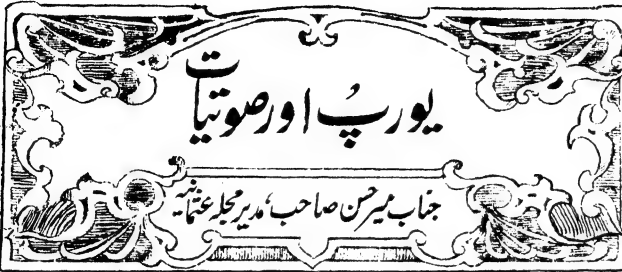 یورپ اور صوتیات
جناب میر حسن صاحب، مدیر مجلہ عثمانیہ